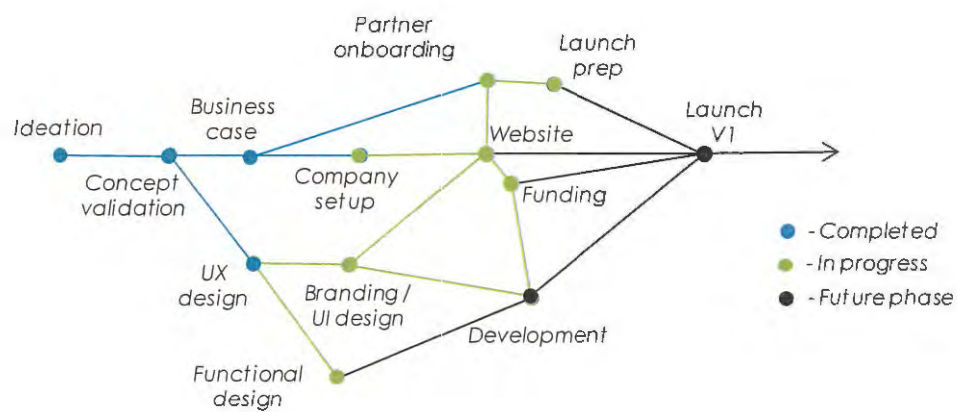 Partner
onboarding
Launch
prep
Business
case
Launch
V1
Ideation
Website
Concept
validation
Company
setup
Funding
- Completed
UX
design
Branding /
UI design
- In progress
- Future phase
Development
Functional
design